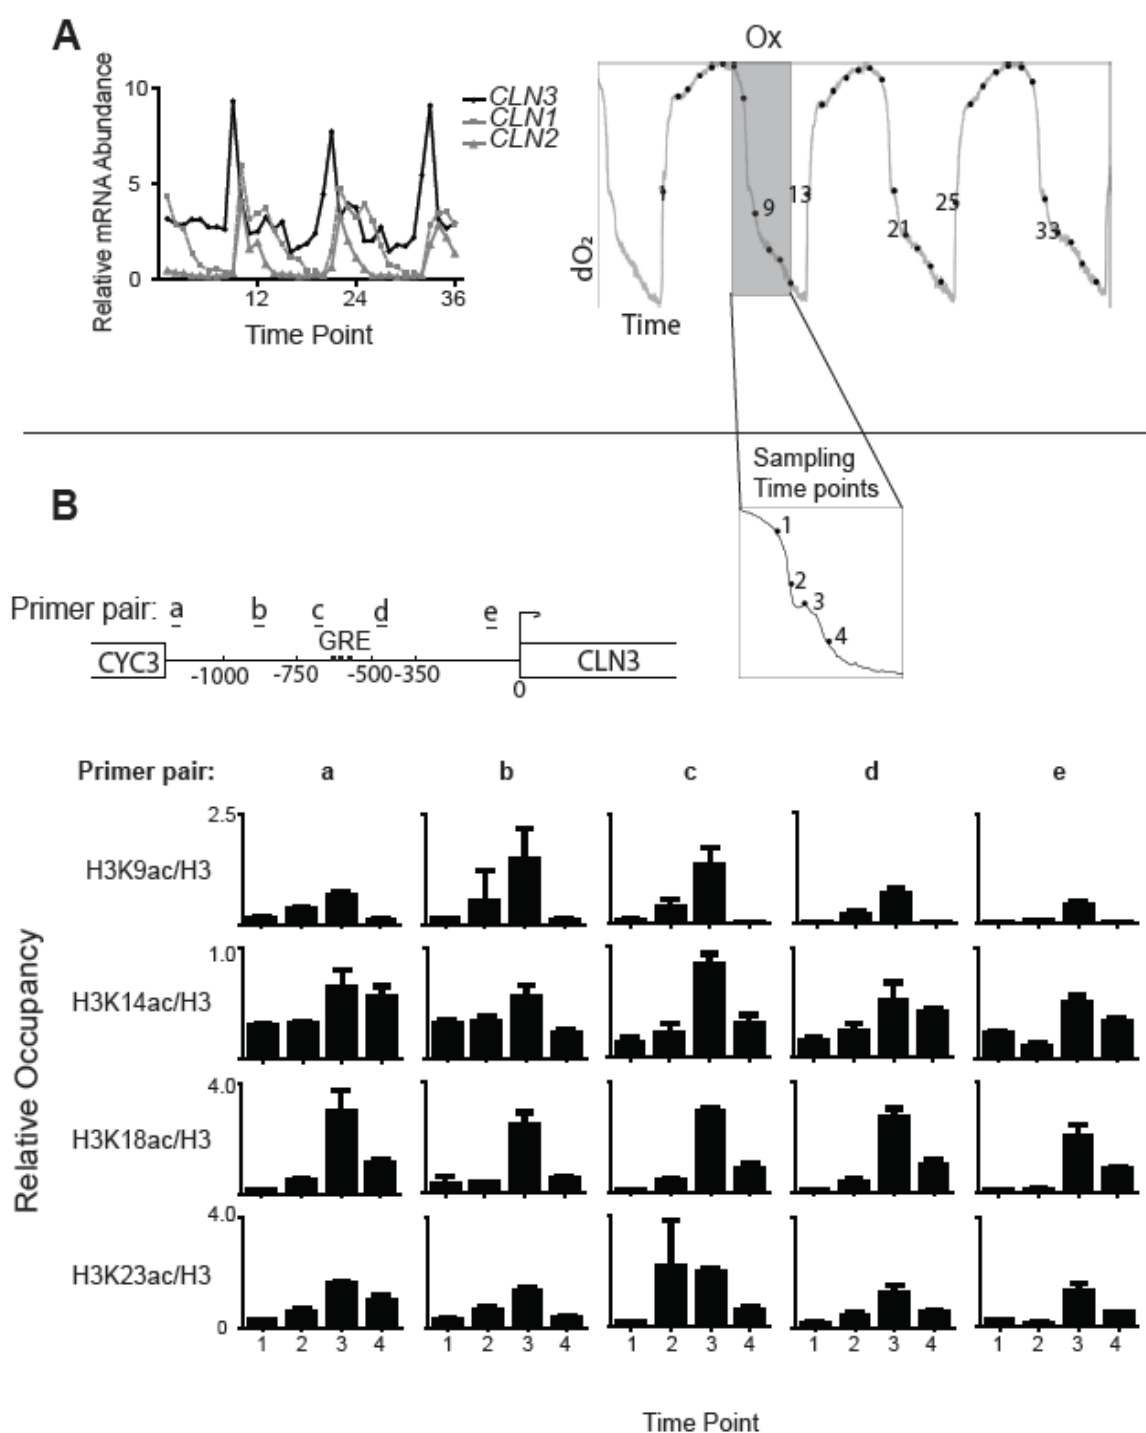 A
Relative mRNA Abundance
10
5
0
12
24
36
Time Point
CLN3
CLN1
CLN2
Ox
dO₂
1
9
13
21
25
33
Time
Sampling
Time points
1
2
3
4
B
Primer pair: a b c d e
GRE
CYC3
-1000 -750 -500 -350
0
CLN3
Primer pair: a b c d e
Relative Occupancy
2.5
H3K9ac/H3
1.0
H3K14ac/H3
4.0
H3K18ac/H3
4.0
H3K23ac/H3
0
1 2 3 4 1 2 3 4 1 2 3 4 1 2 3 4 1 2 3 4
Time Point